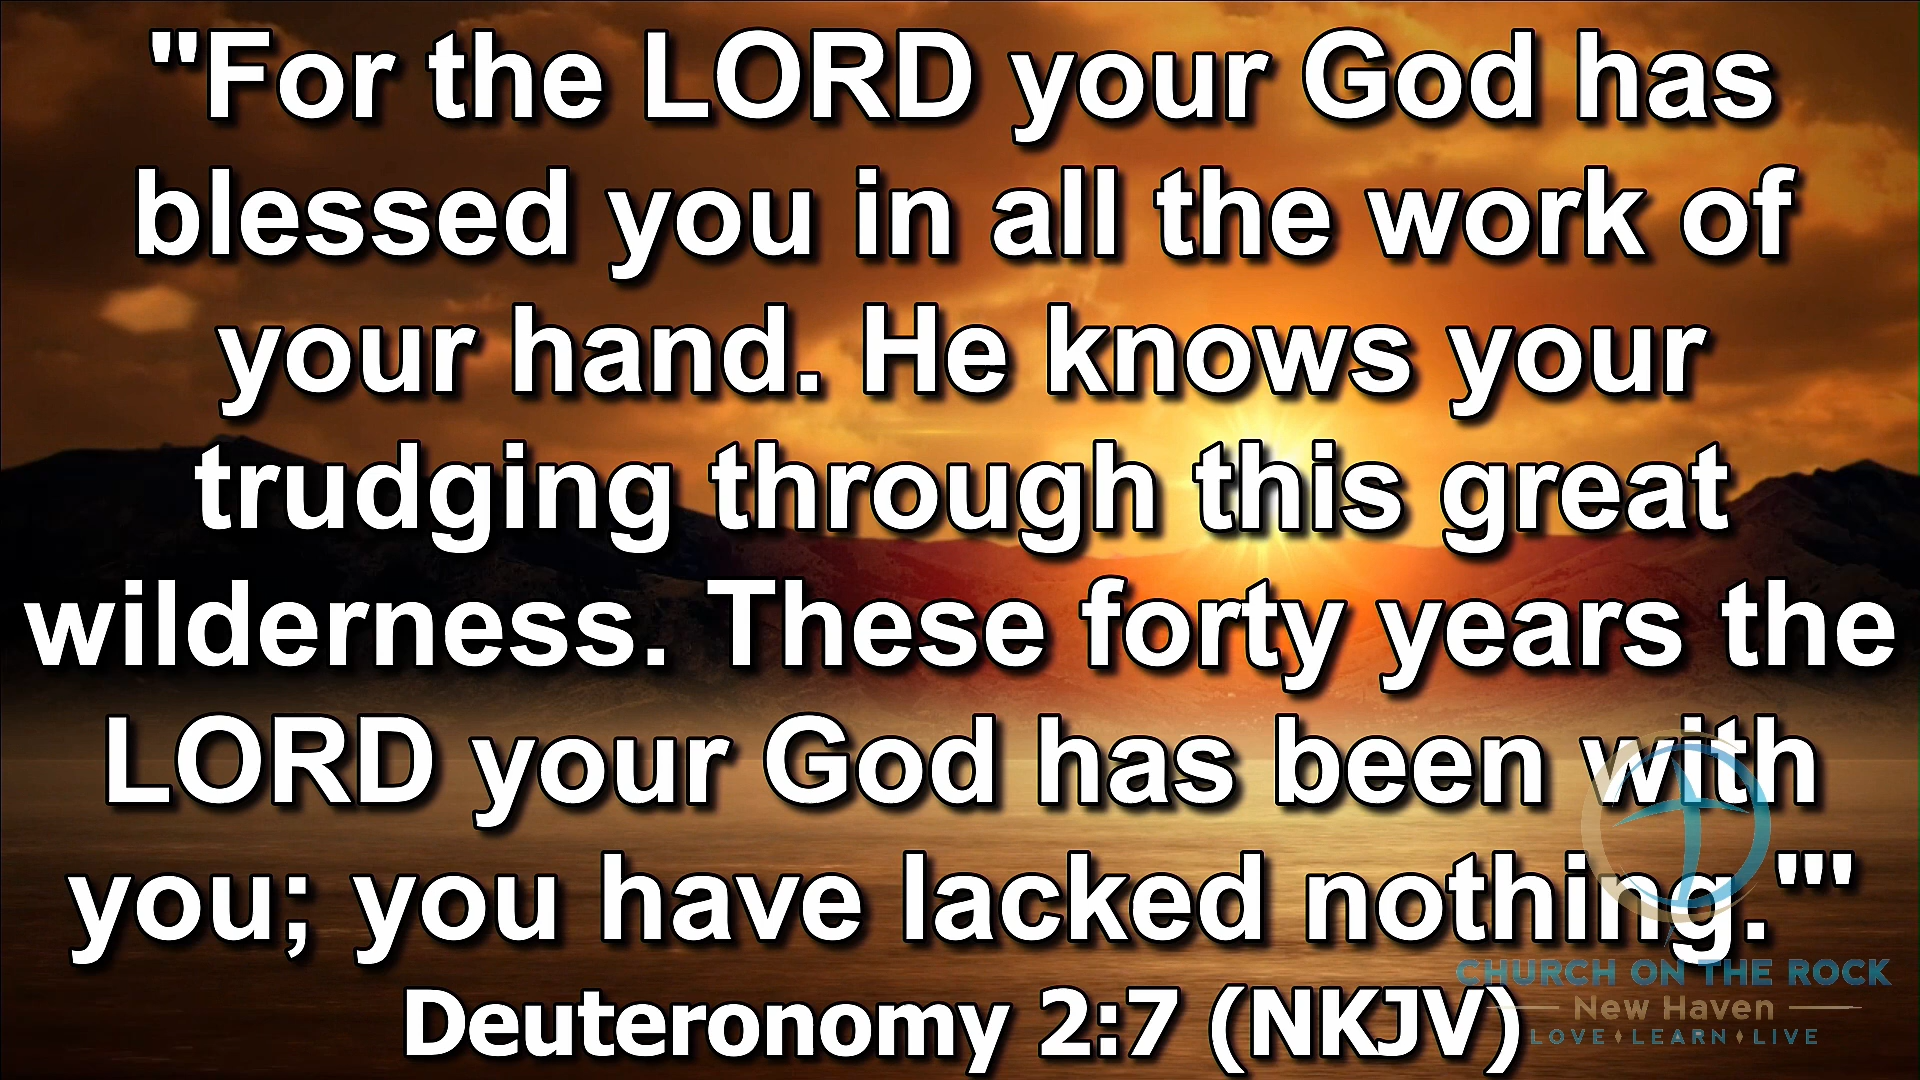 "For the LORD your God has
blessed you in all the work of
your hand. He knows your
trudging through this great
wilderness. These forty years the
LORD your God has been with
you; you have lacked nothing."'
Deuteronomy 2:7 (NKJV)
CHURCH ON THE ROCK
New Haven
LOVE LEARN LIVE